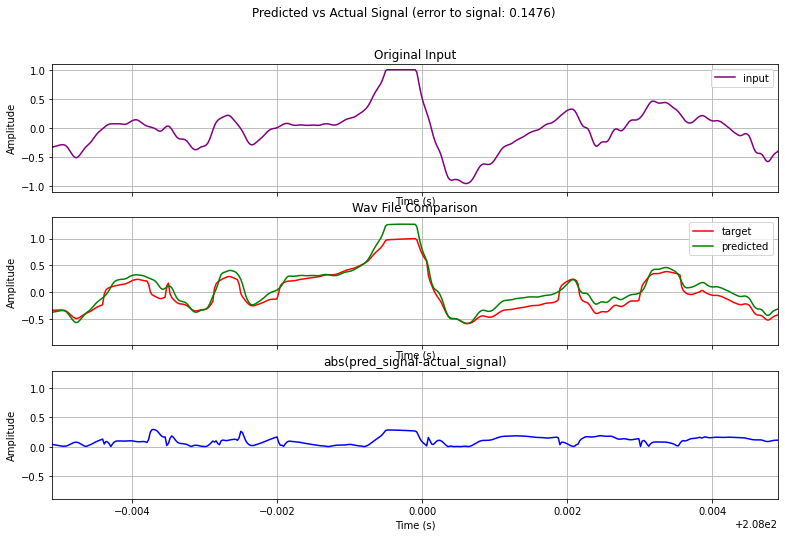 Predicted vs Actual Signal (error to signal: 0.1476)
Original Input
1.0
0.5
0.0
−0.5
−1.0
Amplitude
input
Time (s)
Wav File Comparison
1.0
0.5
0.0
−0.5
Amplitude
target
predicted
Time (s)
abs(pred_signal-actual_signal)
1.0
0.5
0.0
−0.5
Amplitude
−0.004 −0.002 0.000 0.002 0.004
Time (s)
+2.08e2